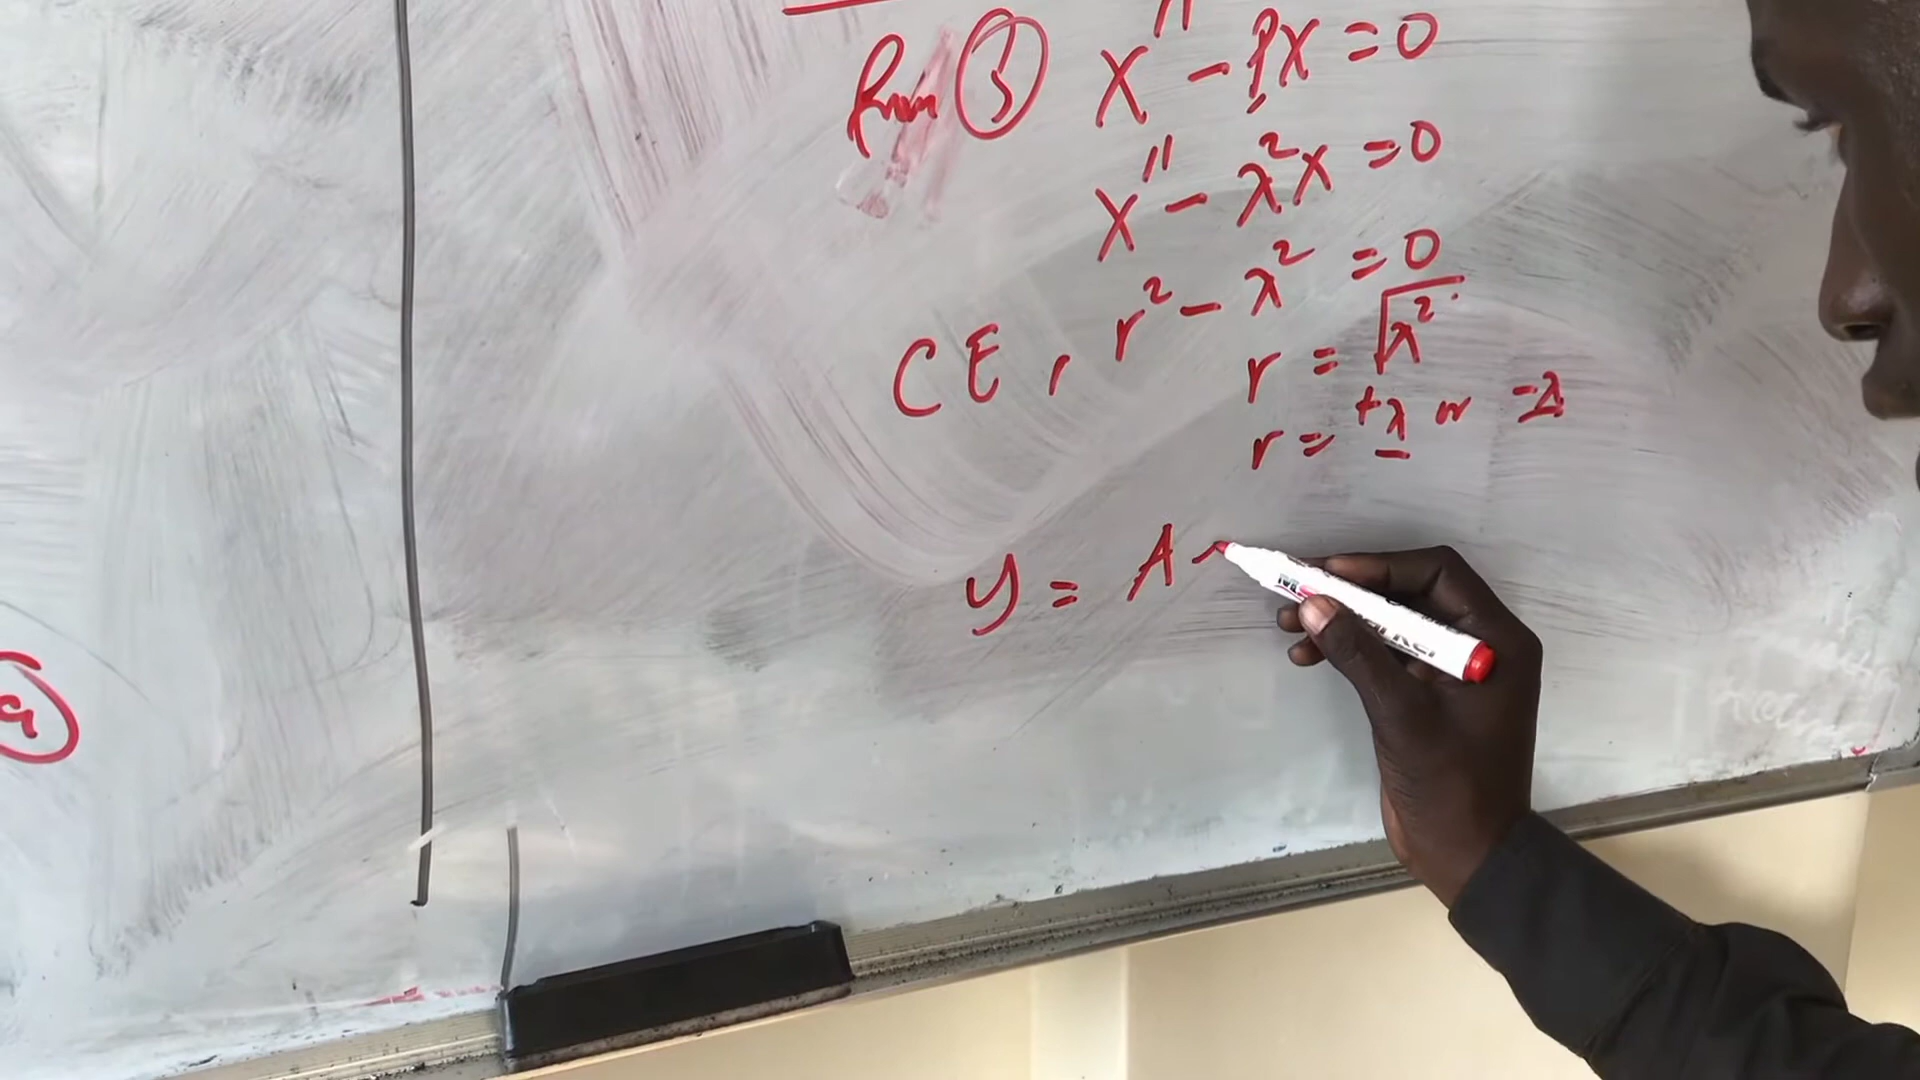 from ③ X'' - PX = 0
X'' - λ²X = 0
CE, r² - λ² = 0
r = √λ²
r = +λ or -λ
y = A